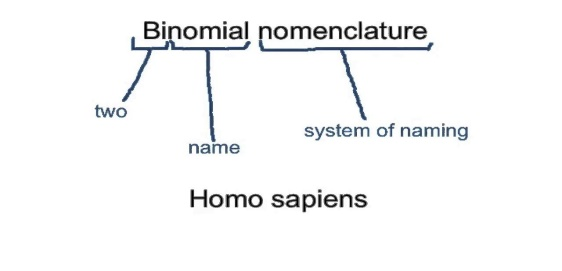 Binomial nomenclature
two
system of naming
name
Homo sapiens